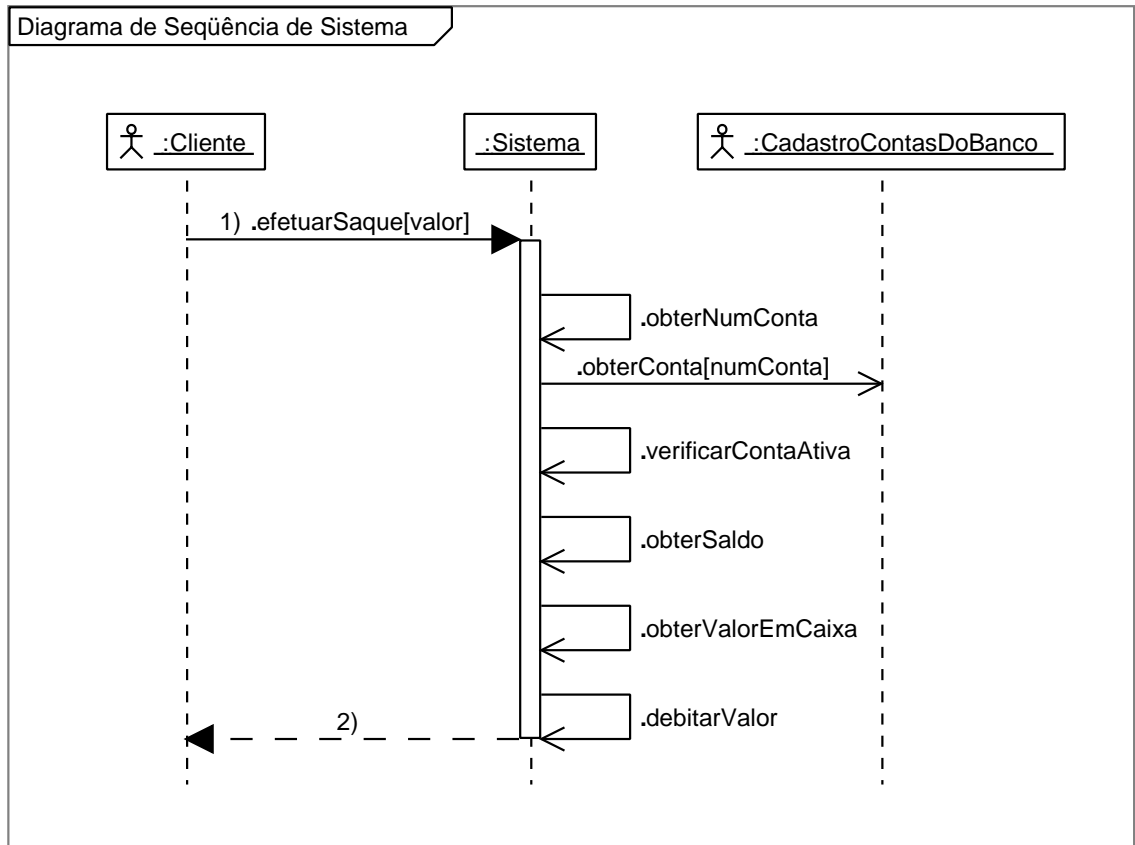 Diagrama de Seqüência de Sistema
:Cliente
:Sistema
:CadastroContasDoBanco
1) .efetuarSaque[valor]
.obterNumConta
.obterConta[numConta]
.verificarContaAtiva
.obterSaldo
.obterValorEmCaixa
.debitarValor
2)